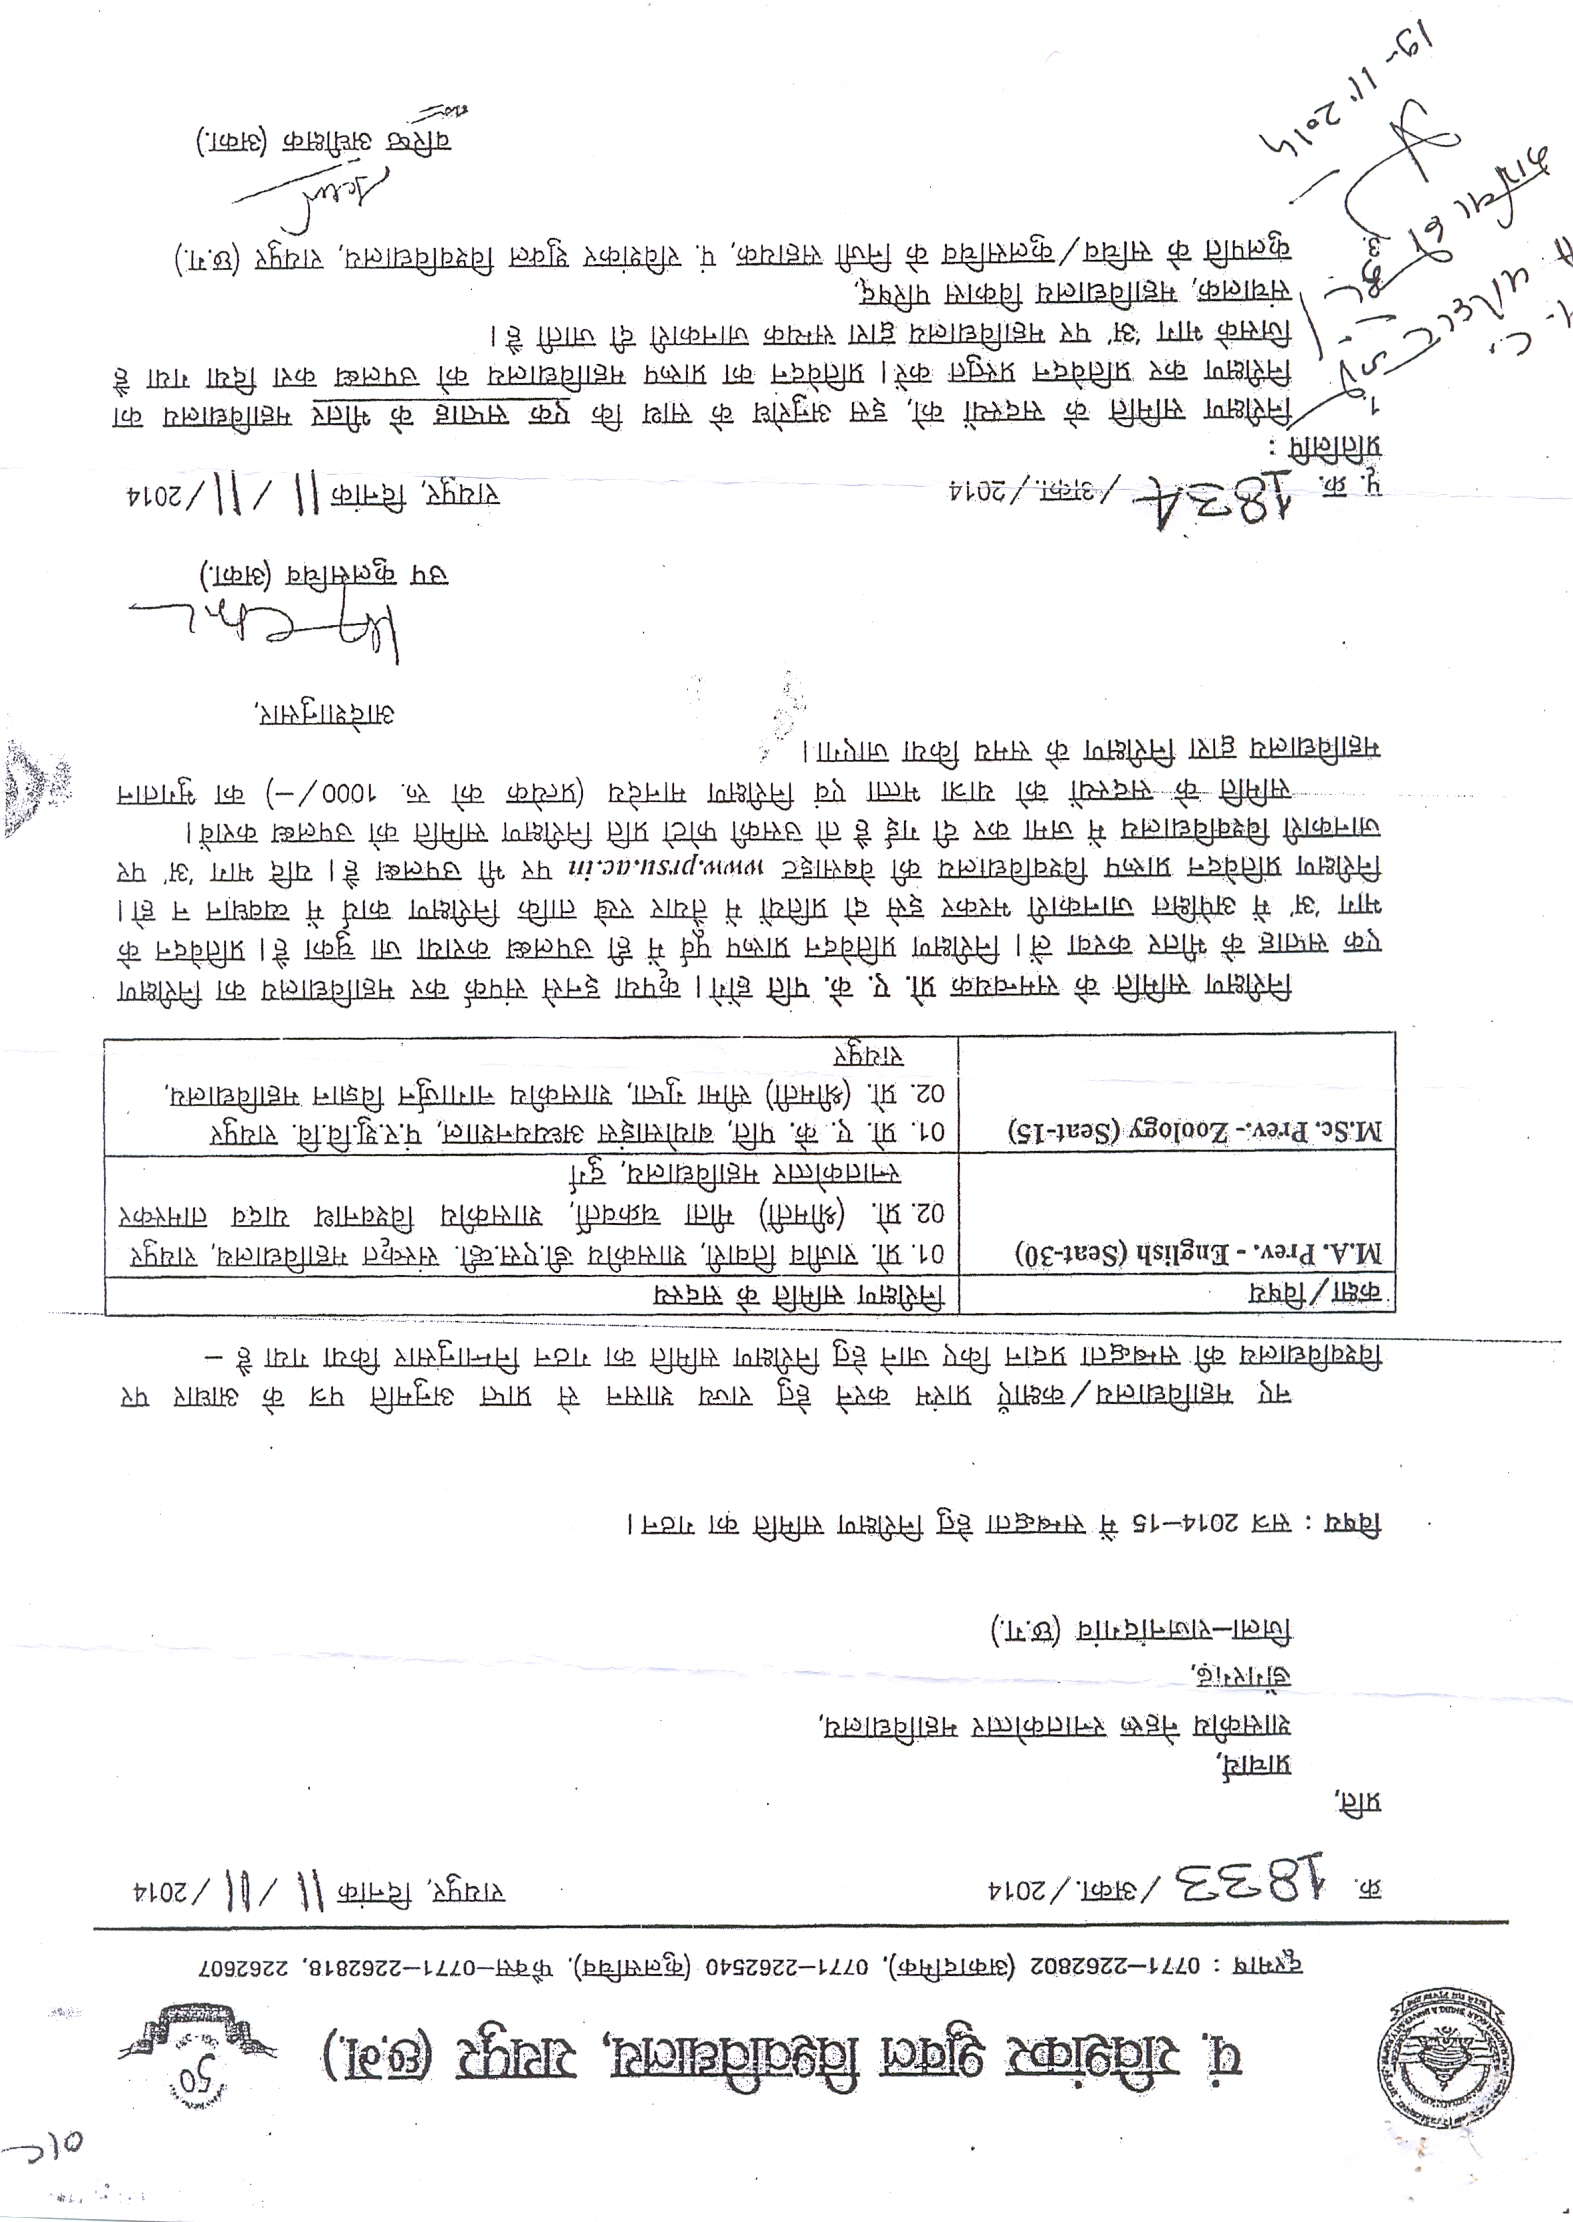 पं. रविशंकर शुक्ल विश्वविद्यालय, रायपुर (छ.ग.)
50
दूरभाष : 0771–2262802 (अकादमिक), 0771–2262540 (कुलसचिव), फेक्स–0771–2262818, 2262607
क्र. 1833 /अका./2014 रायपुर, दिनांक 11 / 11 /2014
प्रति,
प्राचार्य,
शासकीय नेहरू स्नातकोत्तर महाविद्यालय,
डोंगरगढ़,
जिला–राजनांदगांव (छ.ग.)
विषय : सत्र 2014–15 में सम्बद्धता हेतु निरीक्षण समिति का गठन।
नए महाविद्यालय/कक्षाएँ प्रारंभ करने हेतु राज्य शासन से प्राप्त अनुमति पत्र के आधार पर
विश्वविद्यालय की सम्बद्धता प्रदान किए जाने हेतु निरीक्षण समिति का गठन निम्नानुसार किया गया है –
कक्षा/विषय निरीक्षण समिति के सदस्य
M.A. Prev. - English (Seat-30) 01. प्रो. राजीव तिवारी, शासकीय डी.एस.व्ही. संस्कृत महाविद्यालय, रायपुर
02. प्रो. (श्रीमती) मीता चक्रवर्ती, शासकीय विश्वनाथ यादव तामस्कर
स्नातकोत्तर महाविद्यालय, दुर्ग
M.Sc. Prev.- Zoology (Seat-15) 01. प्रो. ए. के. पति, बायोसाइंस अध्ययनशाल, पं.र.शु.वि.वि. रायपुर
02. प्रो. (श्रीमती) सीमा गुप्ता, शासकीय नागार्जुन विज्ञान महाविद्यालय,
रायपुर
निरीक्षण समिति के समन्वयक प्रो. ए. के. पति होंगे। कृपया इनसे संपर्क कर महाविद्यालय का निरीक्षण
एक सप्ताह के भीतर करवा लें। निरीक्षण प्रतिवेदन प्रारूप पूर्व में ही उपलब्ध कराया जा चुका है। प्रतिवेदन के
भाग 'अ' में अपेक्षित जानकारी भरकर इसे दो प्रतियों में तैयार रखे ताकि निरीक्षण कार्य में व्यवधान न हो।
निरीक्षण प्रतिवेदन प्रारूप विश्वविद्यालय की वेबसाइट www.prsu.ac.in पर भी उपलब्ध है। यदि भाग 'अ' पर
जानकारी विश्वविद्यालय में जमा कर दी गई है तो उसकी फोटो प्रति निरीक्षण समिति को उपलब्ध करावें।
समिति के सदस्यों को यात्रा भत्ता एवं निरीक्षण मानदेय (प्रत्येक को रू. 1000/–) का भुगतान
महाविद्यालय द्वारा निरीक्षण के समय किया जाएगा।
आदेशानुसार,
उप कुलसचिव (अका.)
पृ. क्र. 1834 /अका./2014 रायपुर, दिनांक 11 / 11 /2014
प्रतिलिपि :
1. निरीक्षण समिति के सदस्यों को, इस अनुरोध के साथ कि एक सप्ताह के भीतर महाविद्यालय का
निरीक्षण कर प्रतिवेदन प्रस्तुत करें। प्रतिवेदन का प्रारूप महाविद्यालय को उपलब्ध करा दिया गया है
जिसके भाग 'अ' पर महाविद्यालय द्वारा सम्यक जानकारी दी जाती है।
संचालक, महाविद्यालय विकास परिषद्,
3. कुलपति के सचिव/कुलसचिव के निजी सहायक, पं. रविशंकर शुक्ल विश्वविद्यालय, रायपुर (छ.ग.)
वरिष्ठ अधीक्षक (अका.)
19-11-2014